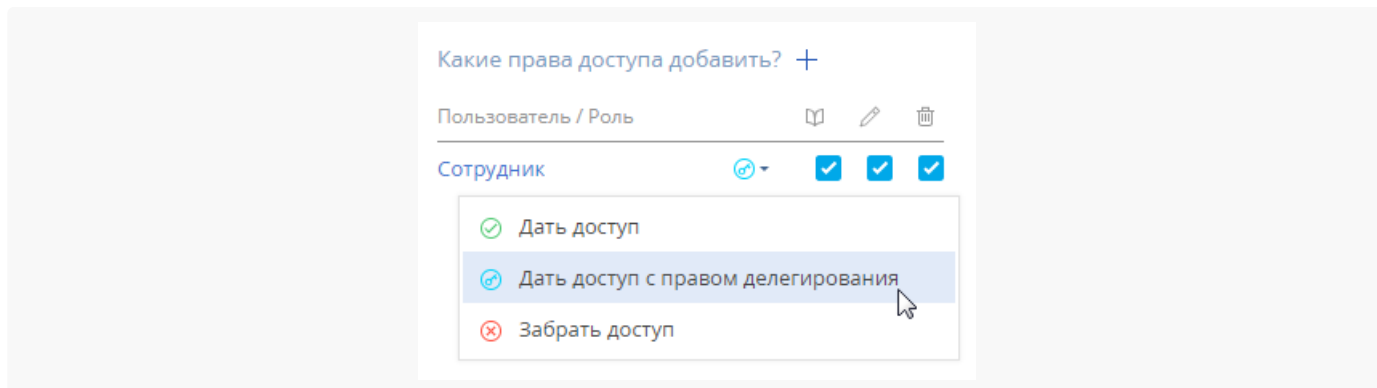 Какие права доступа добавить?
Пользователь / Роль
Сотрудник
Дать доступ
Дать доступ с правом делегирования
Забрать доступ